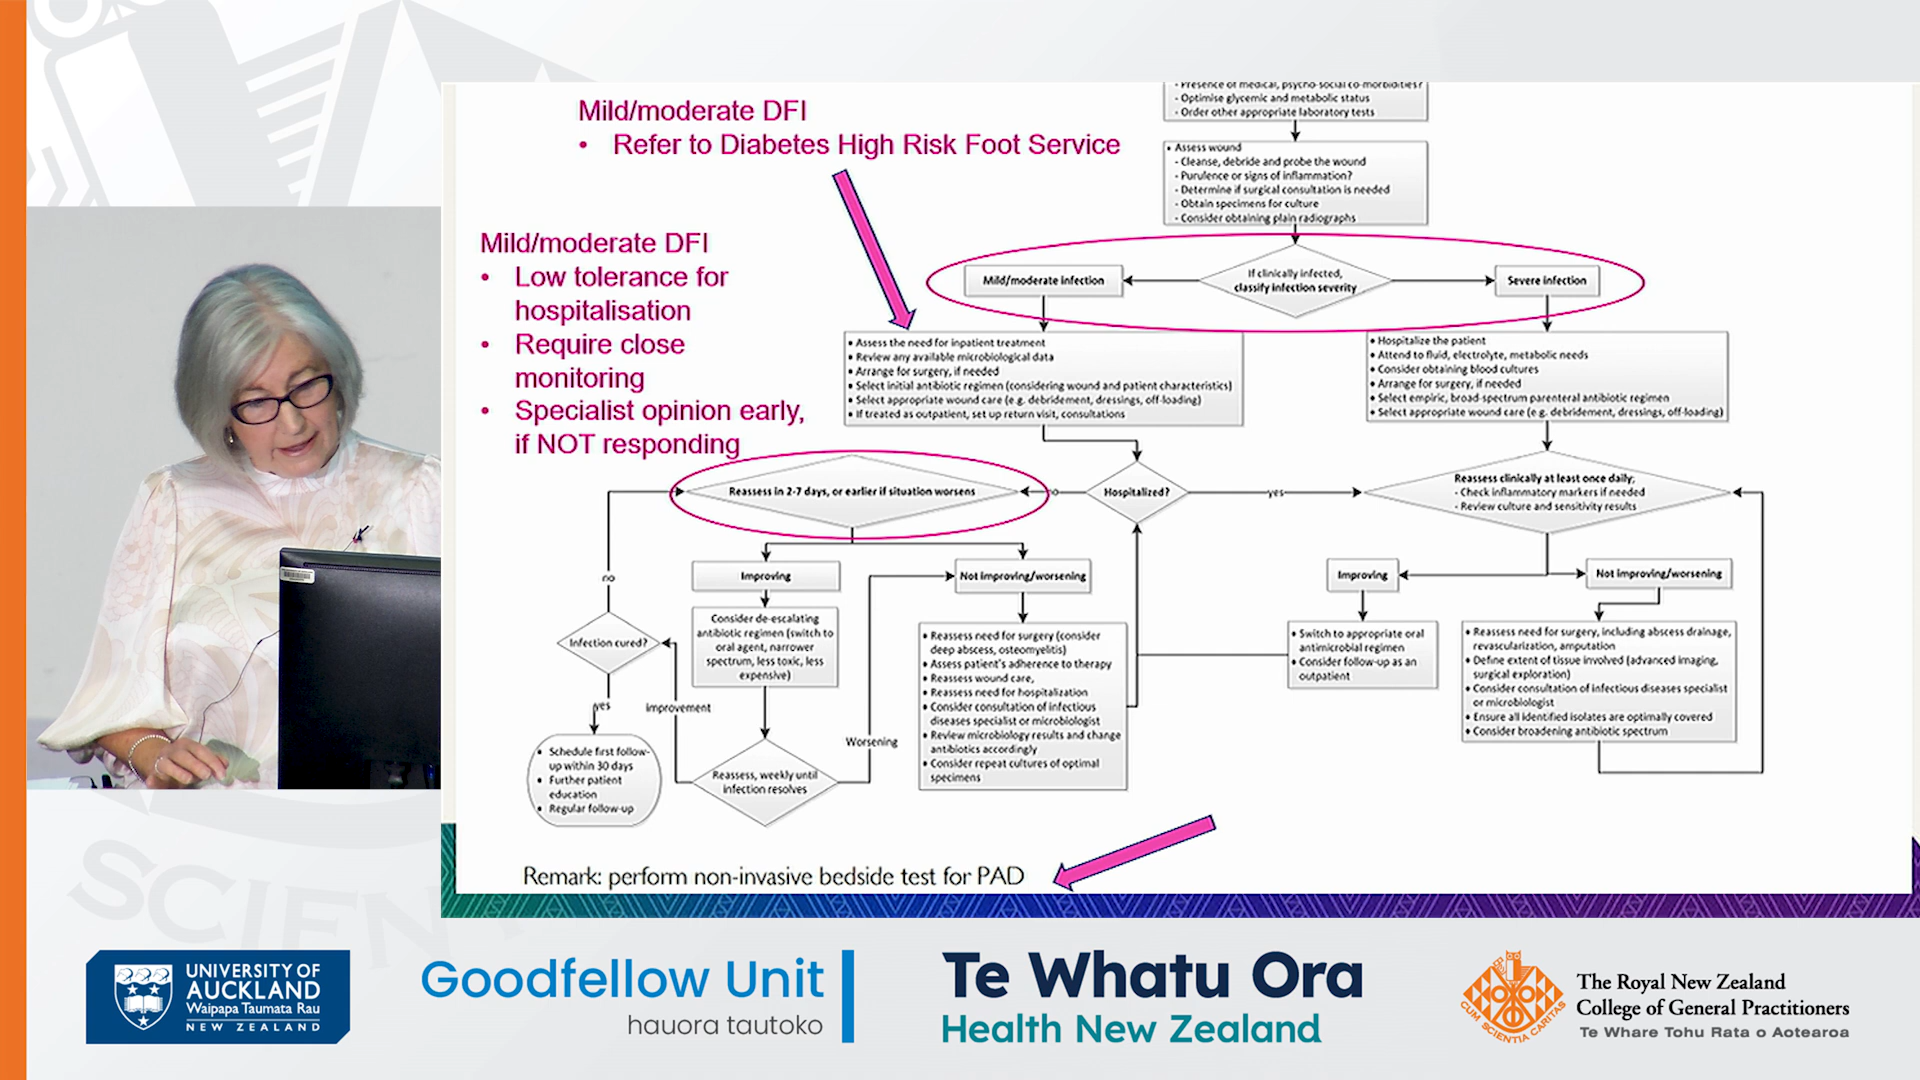 Mild/moderate DFI
• Refer to Diabetes High Risk Foot Service
Mild/moderate DFI
• Low tolerance for
hospitalisation
• Require close
monitoring
• Specialist opinion early,
if NOT responding
- Presence of medical, psycho-social co-morbidities?
- Optimise glycemic and metabolic status
- Order other appropriate laboratory tests
• Assess wound
- Cleanse, debride and probe the wound
- Purulence or signs of inflammation?
- Determine if surgical consultation is needed
- Obtain specimens for culture
- Consider obtaining plain radiographs
Mild/moderate infection
If clinically infected,
classify infection severity
Severe infection
• Assess the need for inpatient treatment
• Review any available microbiological data
• Arrange for surgery, if needed
• Select initial antibiotic regimen (considering wound and patient characteristics)
• Select appropriate wound care (e.g. debridement, dressings, off-loading)
• If treated as outpatient, set up return visit, consultations
• Hospitalize the patient
• Attend to fluid, electrolyte, metabolic needs
• Consider obtaining blood cultures
• Arrange for surgery, if needed
• Select empiric, broad-spectrum parenteral antibiotic regimen
• Select appropriate wound care (e.g. debridement, dressings, off-loading)
Reassess in 2-7 days, or earlier if situation worsens
no
Hospitalized?
yes
Reassess clinically at least once daily;
- Check inflammatory markers if needed
- Review culture and sensitivity results
no
Improving
Not improving/worsening
Improving
Not improving/worsening
Infection cured?
Consider de-escalating
antibiotic regimen (switch to
oral agent, narrower
spectrum, less toxic, less
expensive)
• Reassess need for surgery (consider
deep abscess, osteomyelitis)
• Assess patient's adherence to therapy
• Reassess wound care,
• Reassess need for hospitalization
• Consider consultation of infectious
diseases specialist or microbiologist
• Review microbiology results and change
antibiotics accordingly
• Consider repeat cultures of optimal
specimens
• Switch to appropriate oral
antimicrobial regimen
• Consider follow-up as an
outpatient
• Reassess need for surgery, including abscess drainage,
revascularization, amputation
• Define extent of tissue involved (advanced imaging,
surgical exploration)
• Consider consultation of infectious diseases specialist
or microbiologist
• Ensure all identified isolates are optimally covered
• Consider broadening antibiotic spectrum
yes
improvement
Worsening
• Schedule first follow-
up within 30 days
• Further patient
education
• Regular follow-up
Reassess, weekly until
infection resolves
Remark: perform non-invasive bedside test for PAD
SCIEN
UNIVERSITY OF
AUCKLAND
Waipapa Taumata Rau
NEW ZEALAND
Goodfellow Unit
hauora tautoko
Te Whatu Ora
Health New Zealand
CUM SCIENTIA CARITAS
The Royal New Zealand
College of General Practitioners
Te Whare Tohu Rata o Aotearoa